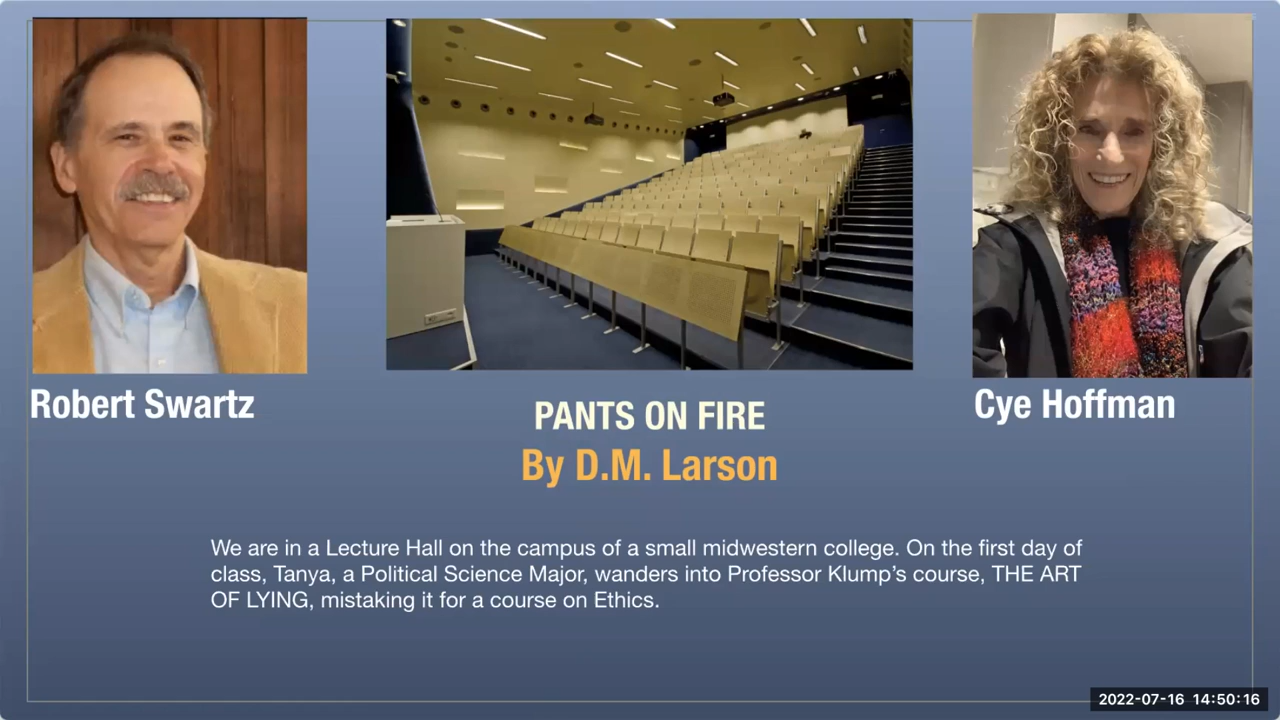 Robert Swartz
Cye Hoffman
PANTS ON FIRE
By D.M. Larson
We are in a Lecture Hall on the campus of a small midwestern college. On the first day of
class, Tanya, a Political Science Major, wanders into Professor Klump’s course, THE ART
OF LYING, mistaking it for a course on Ethics.
2022-07-16 14:50:16